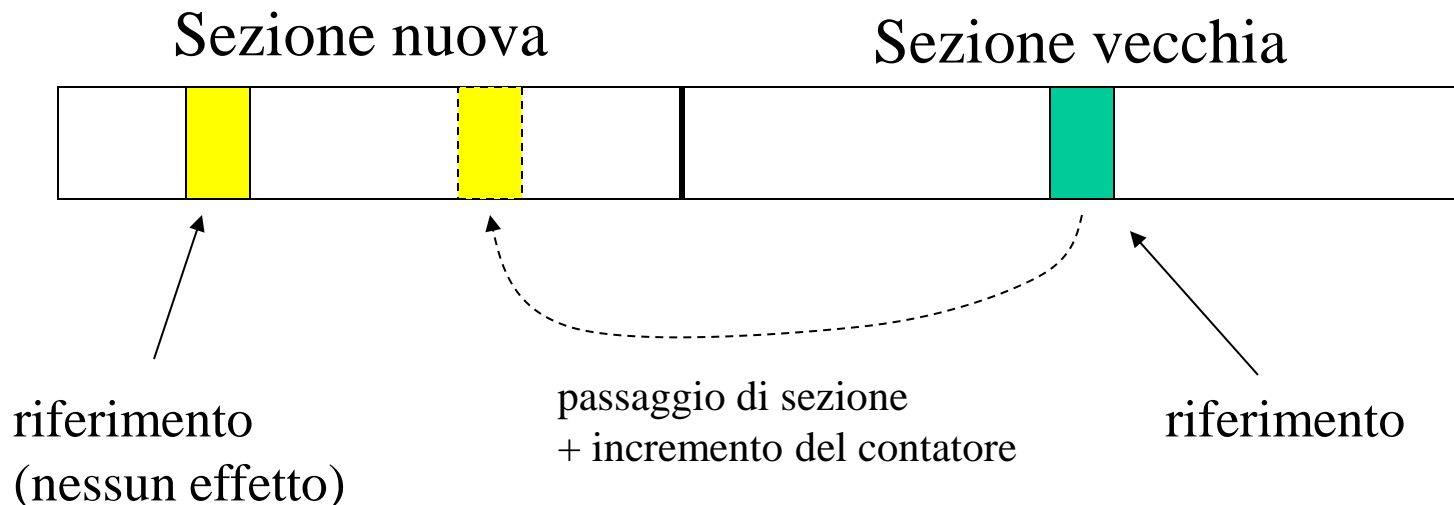 Sezione nuova
Sezione vecchia
riferimento
(nessun effetto)
passaggio di sezione
+ incremento del contatore
riferimento